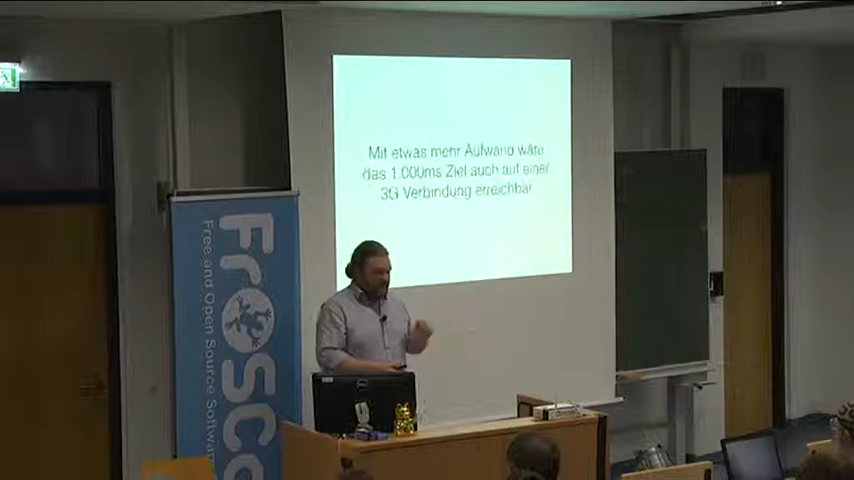 Mit etwas mehr Aufwand wäre
das 1.000ms Ziel auch auf einer
3G Verbindung erreichbar
FrOSCo
Free and Open Source Software